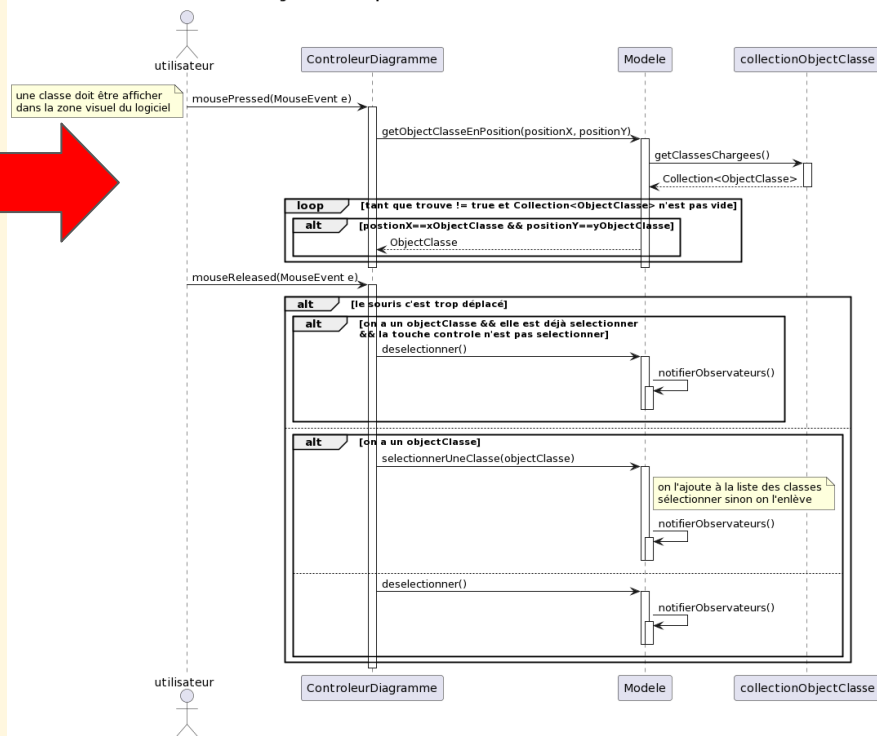 utilisateur
ControleurDiagramme
Modele
collectionObjectClasse
une classe doit être afficher
dans la zone visuel du logiciel
mousePressed(MouseEvent e)
getObjectClasseEnPosition(positionX, positionY)
getClassesChargees()
Collection<ObjectClasse>
loop
[tant que trouve != true et Collection<ObjectClasse> n'est pas vide]
alt
[postionX==xObjectClasse && positionY==yObjectClasse]
ObjectClasse
mouseReleased(MouseEvent e)
alt
[le souris c'est trop déplacé]
alt
[on a un objectClasse && elle est déjà selectionner
&& la touche controle n'est pas selectionner]
deselectionner()
notifierObservateurs()
alt
[on a un objectClasse]
selectionnerUneClasse(objectClasse)
on l'ajoute à la liste des classes
sélectionner sinon on l'enlève
notifierObservateurs()
deselectionner()
notifierObservateurs()
utilisateur
ControleurDiagramme
Modele
collectionObjectClasse